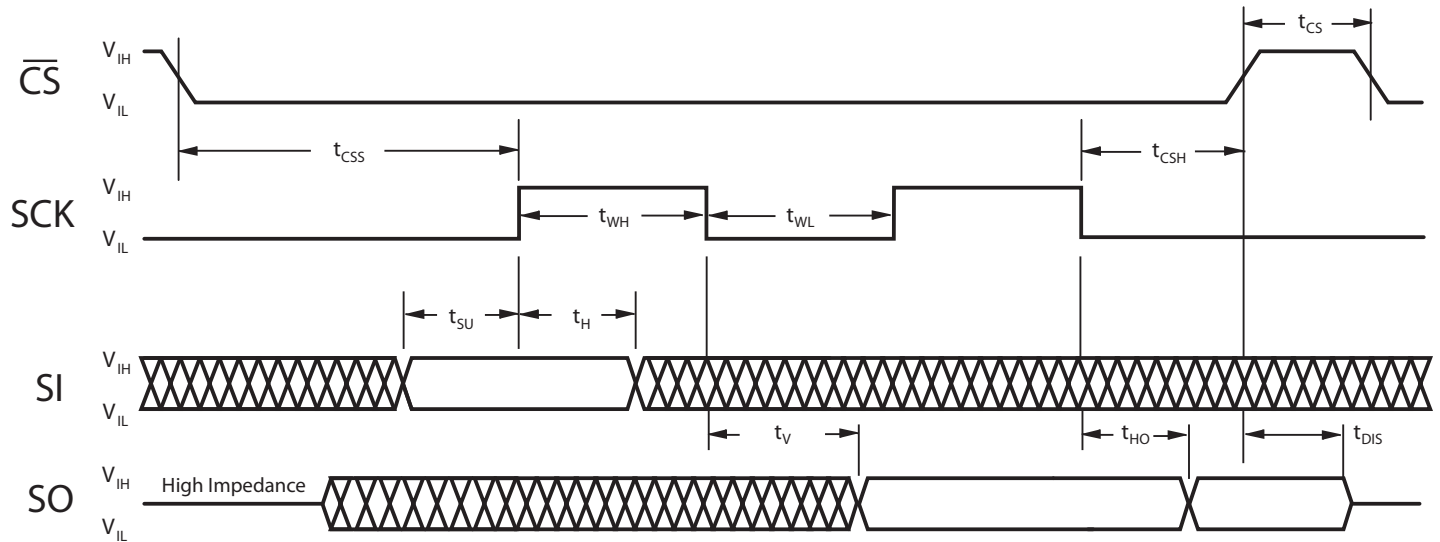 t_CS
V_IH
C̅S̅
V_IL
t_CSS
t_CSH
V_IH
SCK
t_WH
t_WL
V_IL
t_SU
t_H
V_IH
SI
V_IL
t_V
t_HO
t_DIS
V_IH
High Impedance
SO
V_IL